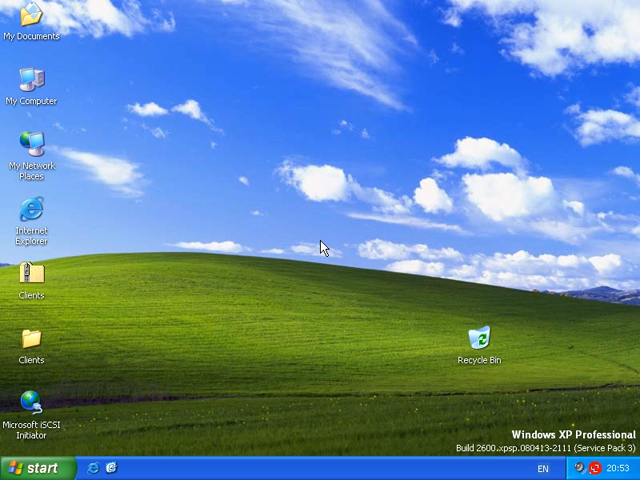 My Documents
My Computer
My Network
Places
Internet
Explorer
Clients
Clients
Microsoft iSCSI
Initiator
Recycle Bin
Windows XP Professional
Build 2600.xpsp.080413-2111 (Service Pack 3)
start
EN
20:53